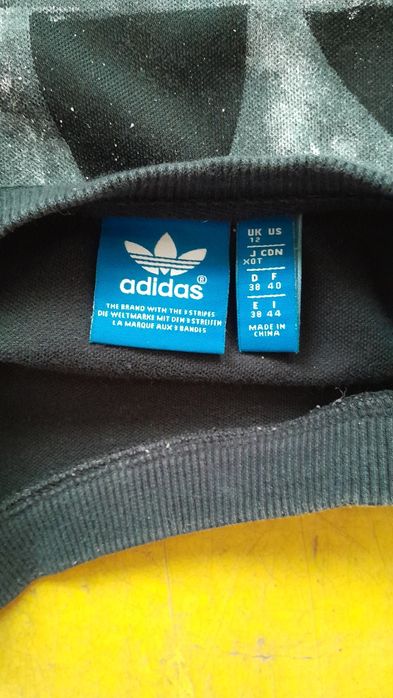 adidas®
THE BRAND WITH THE 3 STRIPES
DIE WELTMARKE MIT DEN 3 STREIFEN
LA MARQUE AUX 3 BANDES
UK US
12
J CDN
XOT
D F
38 40
E I
38 44
MADE IN
CHINA